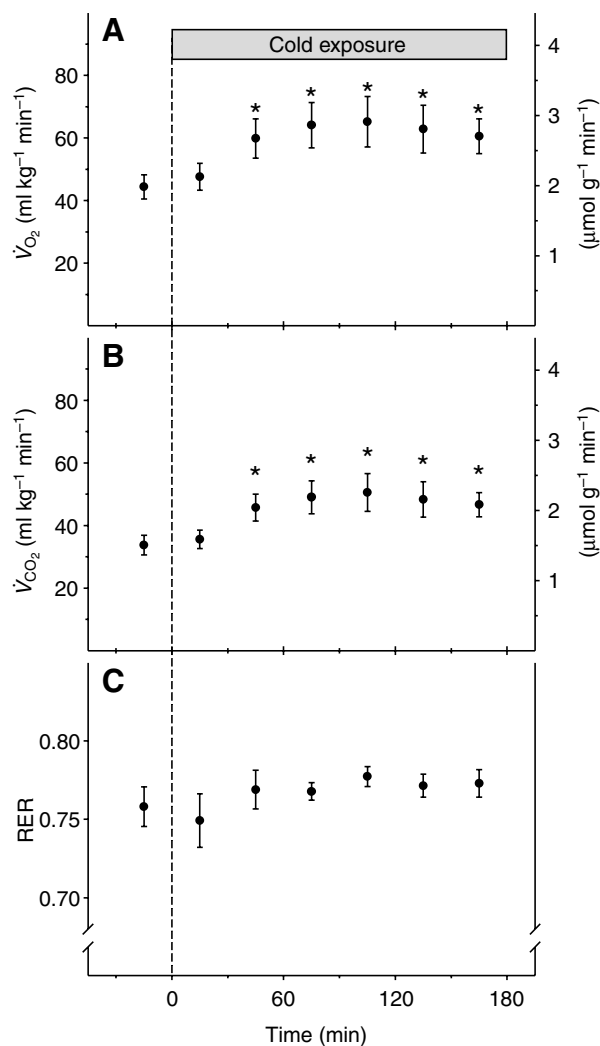 A
Cold exposure
80
60
40
20
V̇O₂ (ml kg⁻¹ min⁻¹)
4
3
2
1
(µmol g⁻¹ min⁻¹)
* * * * *
B
80
60
40
20
V̇CO₂ (ml kg⁻¹ min⁻¹)
4
3
2
1
(µmol g⁻¹ min⁻¹)
* * * * *
C
0.80
0.75
0.70
RER
0 60 120 180
Time (min)